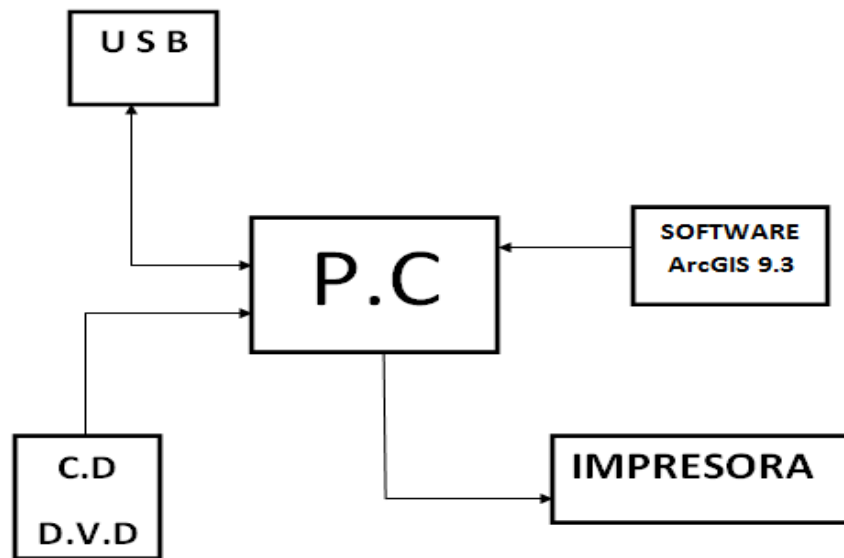 U S B
P.C
SOFTWARE
ArcGIS 9.3
C.D
D.V.D
IMPRESORA